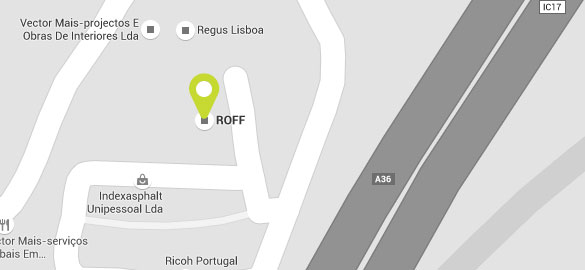 IC17
Vector Mais-projectos E
Obras De Interiores Lda
Regus Lisboa
ROFF
A36
Indexasphalt
Unipessoal Lda
ctor Mais-serviços
bais Em...
Ricoh Portugal